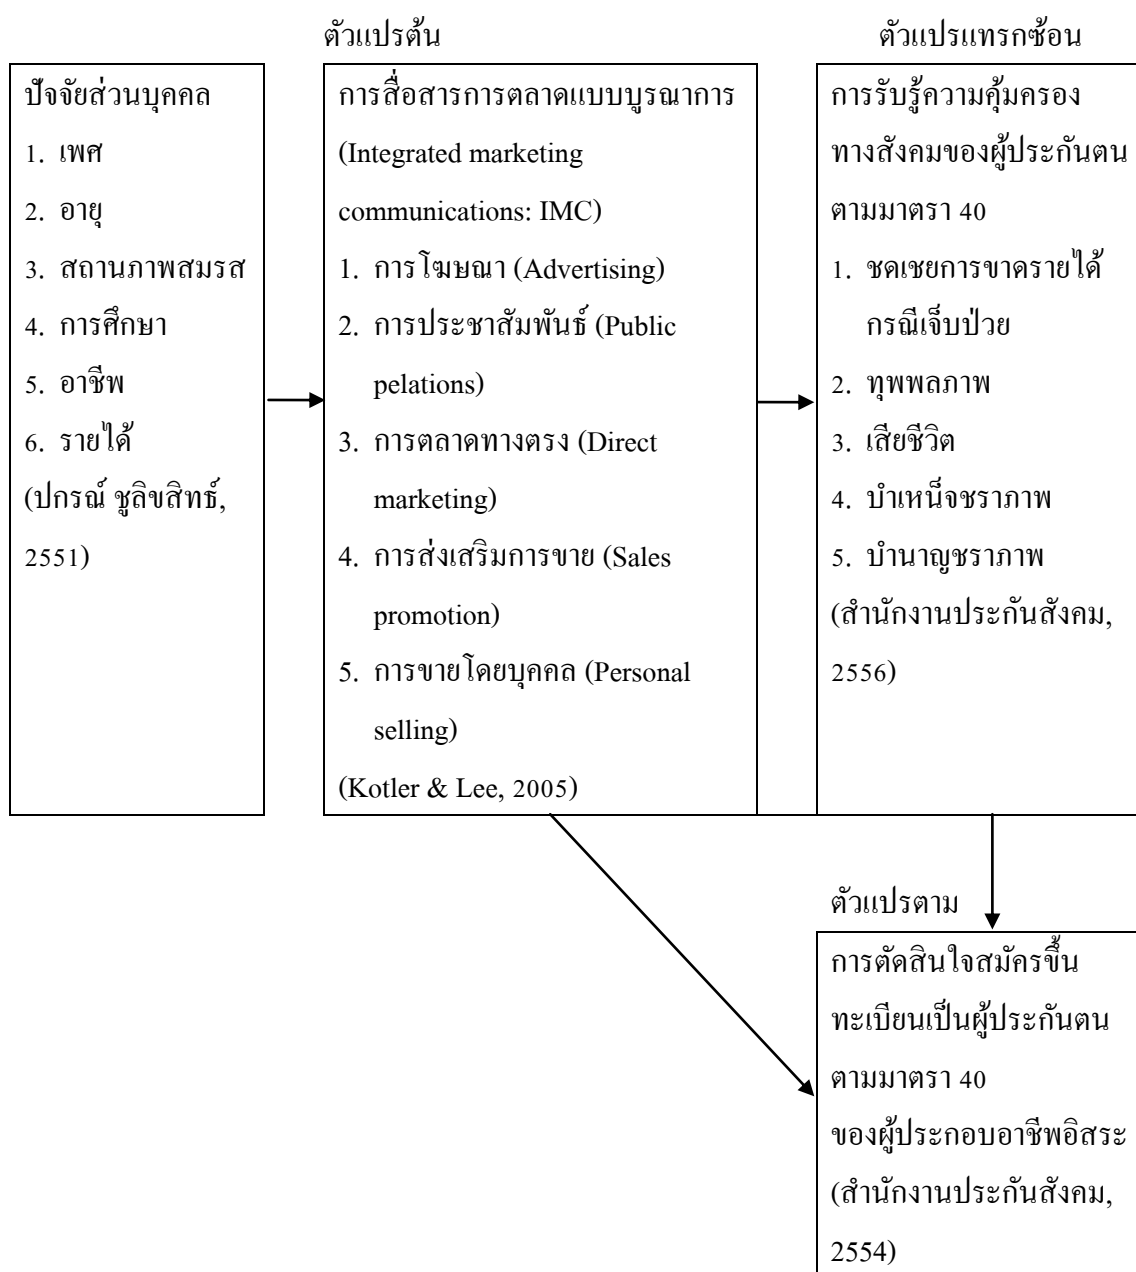 ตัวแปรต้น
ตัวแปรแทรกซ้อน
ปัจจัยส่วนบุคคล
1. เพศ
2. อายุ
3. สถานภาพสมรส
4. การศึกษา
5. อาชีพ
6. รายได้
(ปกรณ์ ชูลิขสิทธ์,
2551)
การสื่อสารการตลาดแบบบูรณาการ
(Integrated marketing
communications: IMC)
1. การโฆษณา (Advertising)
2. การประชาสัมพันธ์ (Public
pelations)
3. การตลาดทางตรง (Direct
marketing)
4. การส่งเสริมการขาย (Sales
promotion)
5. การขายโดยบุคคล (Personal
selling)
(Kotler & Lee, 2005)
การรับรู้ความคุ้มครอง
ทางสังคมของผู้ประกันตน
ตามมาตรา 40
1. ชดเชยการขาดรายได้
กรณีเจ็บป่วย
2. ทุพพลภาพ
3. เสียชีวิต
4. บำเหน็จชราภาพ
5. บำนาญชราภาพ
(สำนักงานประกันสังคม,
2556)
ตัวแปรตาม
การตัดสินใจสมัครขึ้น
ทะเบียนเป็นผู้ประกันตน
ตามมาตรา 40
ของผู้ประกอบอาชีพอิสระ
(สำนักงานประกันสังคม,
2554)